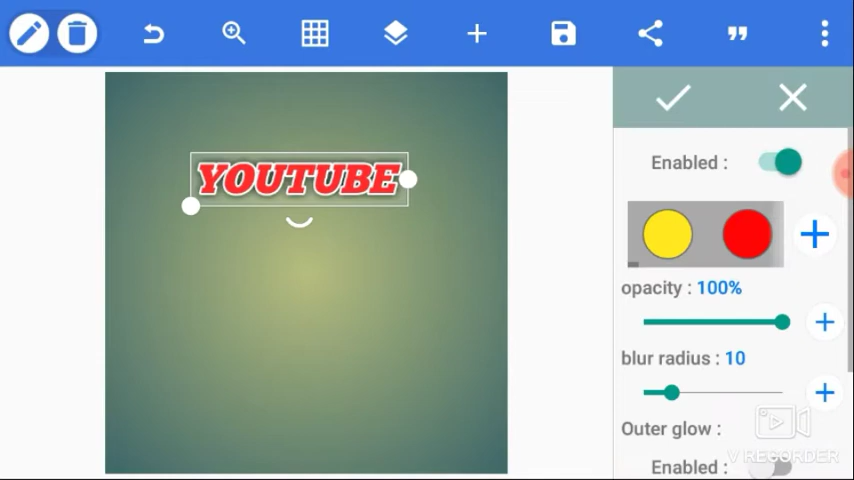 YOUTUBE
Enabled :
opacity : 100%
blur radius : 10
Outer glow :
Enabled :
V RECORDER